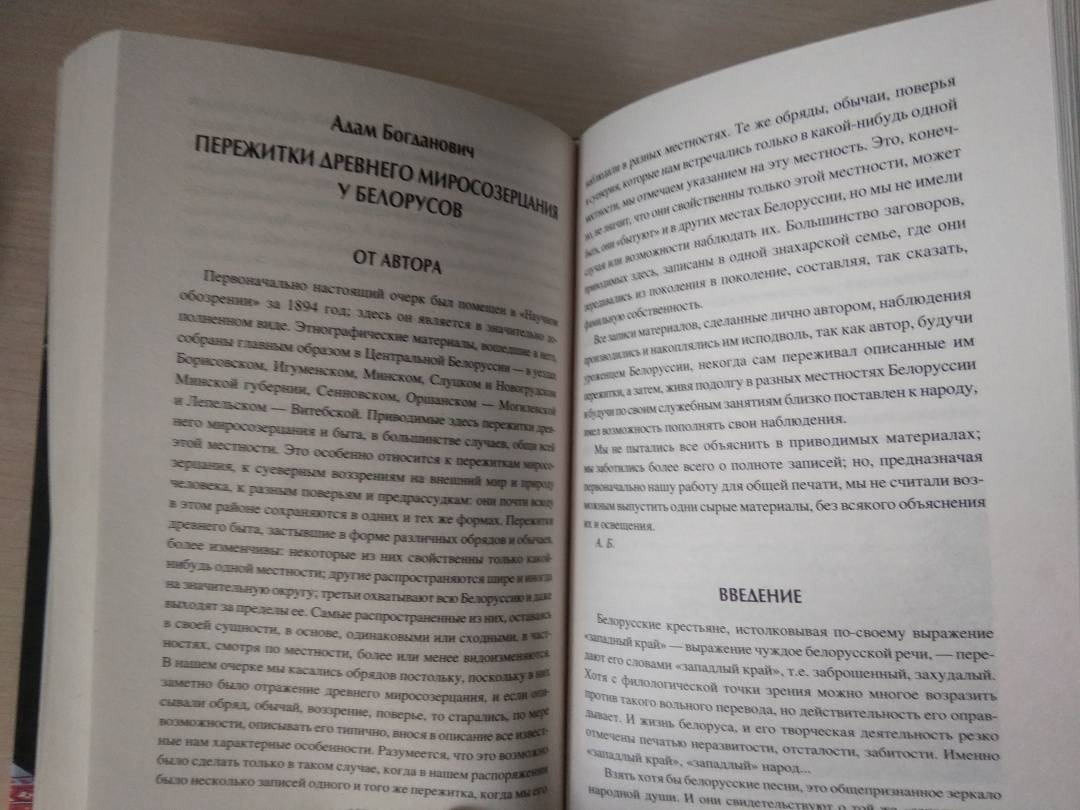 Адам Богданович
ПЕРЕЖИТКИ ДРЕВНЕГО МИРОСОЗЕРЦАНИЯ
У БЕЛОРУСОВ
ОТ АВТОРА
Первоначально настоящий очерк был помещен в «Научном
обозрении» за 1894 год; здесь он является в значительно до-
полненном виде. Этнографические материалы, вошедшие в него,
собраны главным образом в Центральной Белоруссии — в уездах
Борисовском, Игуменском, Минском, Слуцком и Новогрудском
Минской губернии, Сенновском, Оршанском — Могилевской
и Лепельском — Витебской. Приводимые здесь пережитки древ-
него миросозерцания и быта, в большинстве случаев, общи всей
этой местности. Это особенно относится к пережиткам миросо-
зерцания, к суеверным воззрениям на внешний мир и природу
человека, к разным поверьям и предрассудкам: они почти всюду
в этом районе сохраняются в одних и тех же формах. Пережитки
древнего быта, застывшие в форме различных обрядов и обычаев,
более изменчивы: некоторые из них свойственны только какой-
нибудь одной местности; другие распространяются шире и иногда
на значительную округу; третьи охватывают всю Белоруссию и даже
выходят за пределы ее. Самые распространенные из них, оставаясь
в своей сущности, в основе, одинаковыми или сходными, в част-
ностях, смотря по местности, более или менее видоизменяются.
В нашем очерке мы касались обрядов постольку, поскольку в них
заметно было отражение древнего миросозерцания, и если опи-
сывали обряд, обычай, воззрение, поверье, то старались, по мере
возможности, описывать его типично, внося в описание все извест-
ные нам характерные особенности. Разумеется, что это возможно
было сделать только в таком случае, когда в нашем распоряжении
было несколько записей одного и того же пережитка, когда мы его
наблюдали в разных местностях. Те же обряды, обычаи, поверья
и суеверия, которые нам встречались только в какой-нибудь одной
местности, мы отмечаем указанием на эту местность. Это, конеч-
но, не значит, что они свойственны только этой местности, может
быть, они «бытуют» и в других местах Белоруссии, но мы не имели
случая или возможности наблюдать их. Большинство заговоров,
приводимых здесь, записаны в одной знахарской семье, где они
передавались из поколения в поколение, составляя, так сказать,
фамильную собственность.
Все записи материалов, сделанные лично автором, наблюдения
производились и накоплялись им исподволь, так как автор, будучи
уроженцем Белоруссии, некогда сам переживал описанные им
пережитки, а затем, живя подолгу в разных местностях Белоруссии
и будучи по своим служебным занятиям близко поставлен к народу,
имел возможность пополнять свои наблюдения.
Мы не пытались все объяснить в приводимых материалах;
мы заботились более всего о полноте записей; но, предназначая
первоначально нашу работу для общей печати, мы не считали воз-
можным выпустить одни сырые материалы, без всякого объяснения
их и освещения.
А. Б.
ВВЕДЕНИЕ
Белорусские крестьяне, истолковывая по-своему выражение
«западный край» — выражение чуждое белорусской речи, — пере-
дают его словами «западлый край», т.е. заброшенный, захудалый.
Хотя с филологической точки зрения можно многое возразить
против такого вольного перевода, но действительность его оправ-
дывает. И жизнь белоруса, и его творческая деятельность резко
отмечены печатью неразвитости, отсталости, забитости. Именно
«западлый край», «западлый» народ...
Взять хотя бы белорусские песни, это общепризнанное зеркало
народной души. И они свидетельствуют о той же